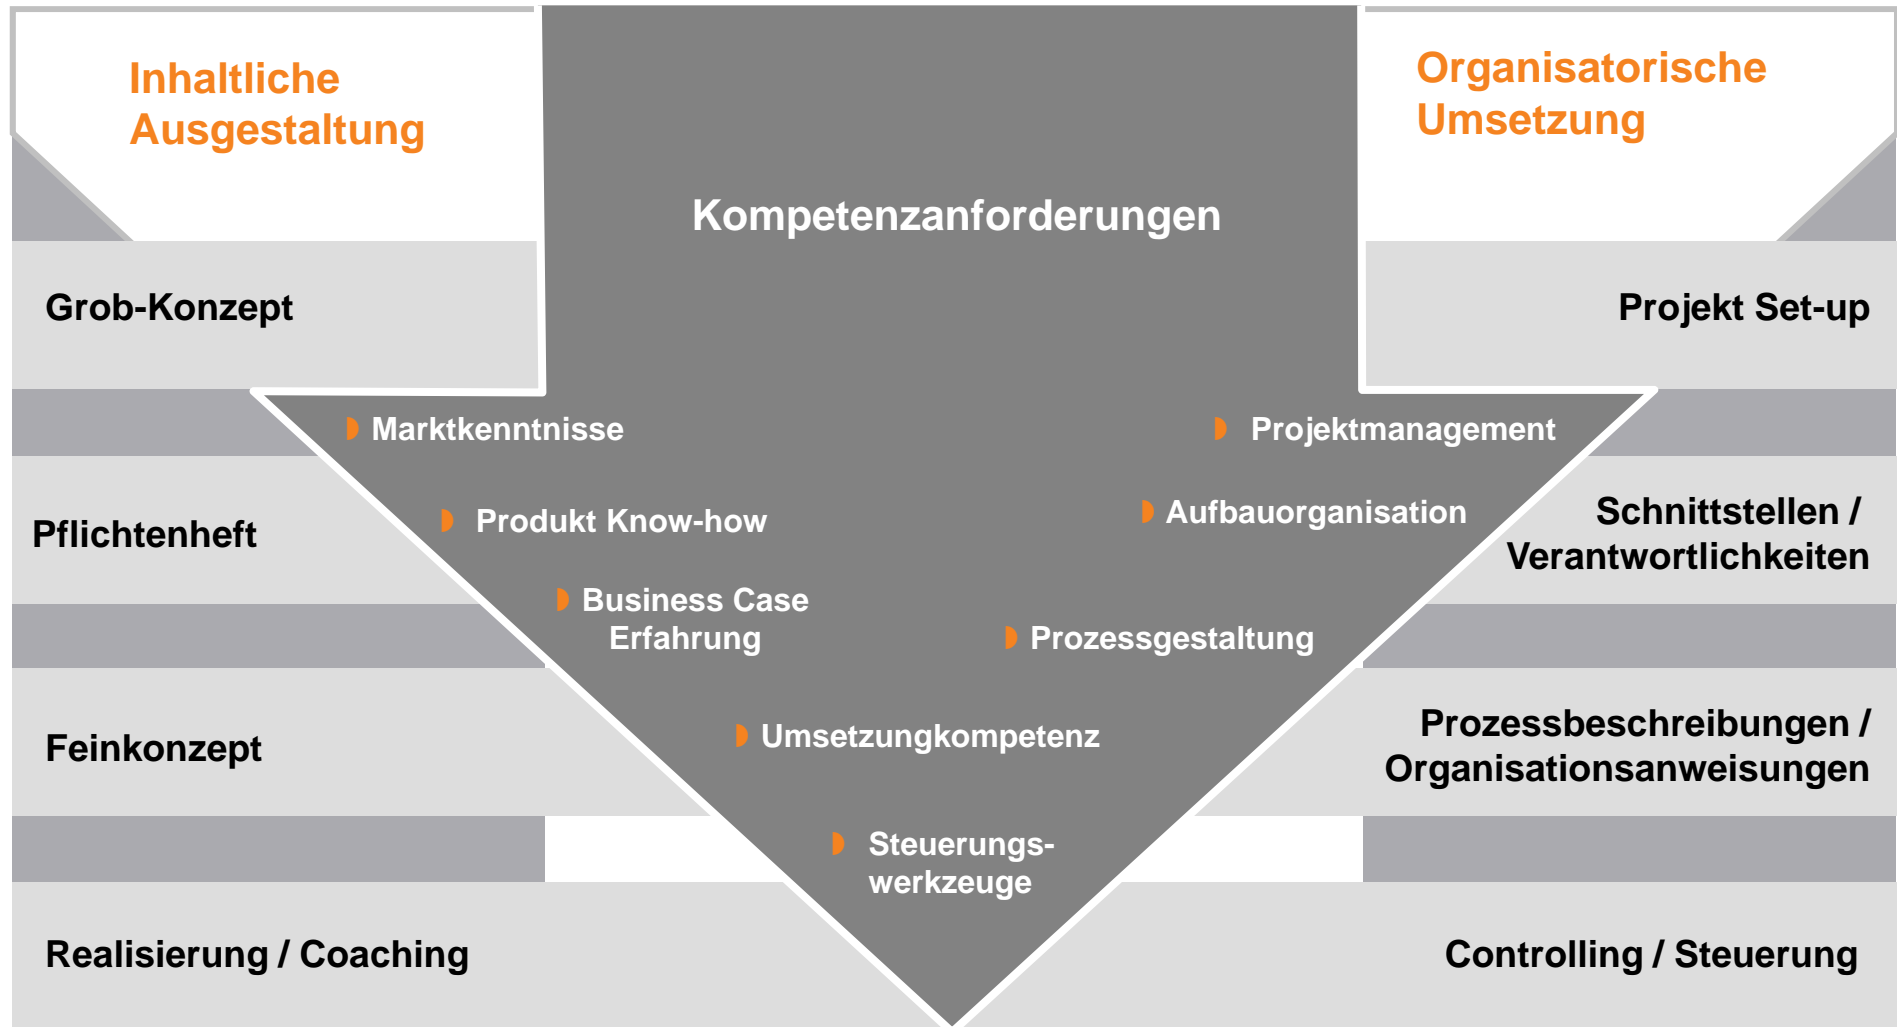 Inhaltliche
Ausgestaltung
Organisatorische
Umsetzung
Kompetenzanforderungen
Grob-Konzept
Projekt Set-up
Marktkenntnisse
Projektmanagement
Produkt Know-how
Aufbauorganisation
Pflichtenheft
Schnittstellen /
Verantwortlichkeiten
Business Case
Erfahrung
Prozessgestaltung
Feinkonzept
Umsetzungkompetenz
Prozessbeschreibungen /
Organisationsanweisungen
Steuerungs-
werkzeuge
Realisierung / Coaching
Controlling / Steuerung